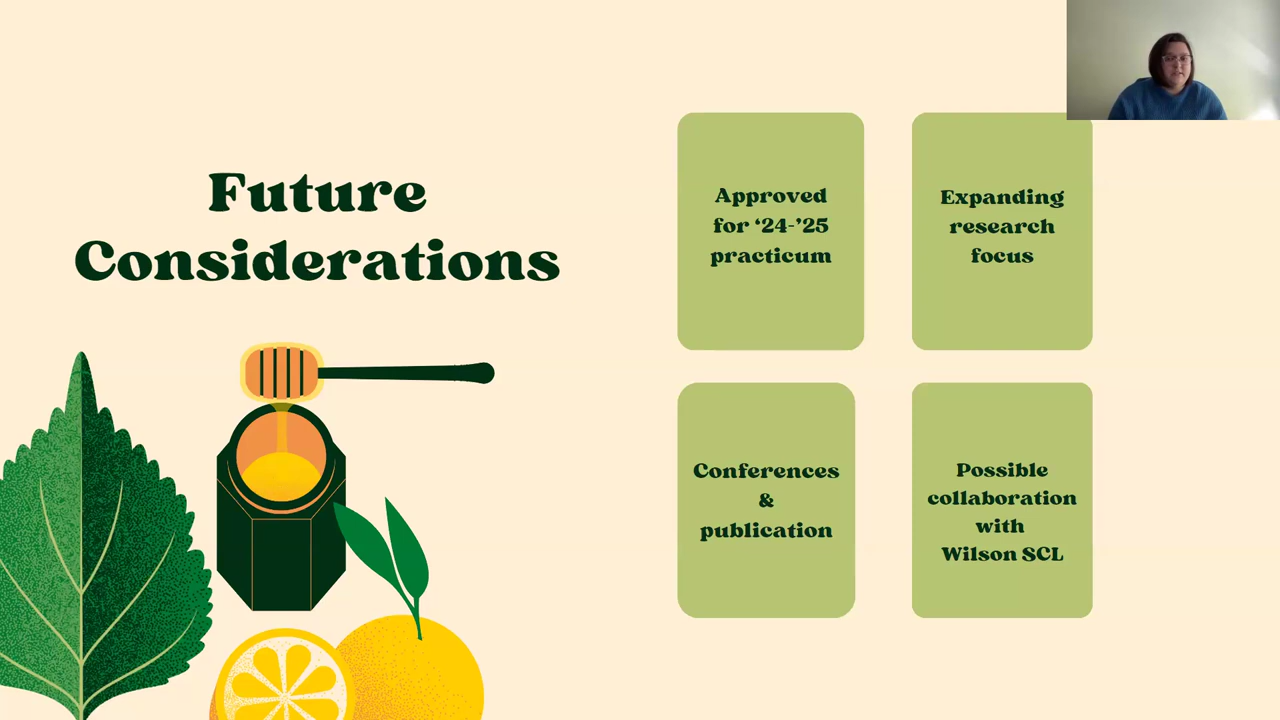 Future
Considerations
Approved
for ‘24-’25
practicum
Expanding
research
focus
Conferences
&
publication
Possible
collaboration
with
Wilson SCL